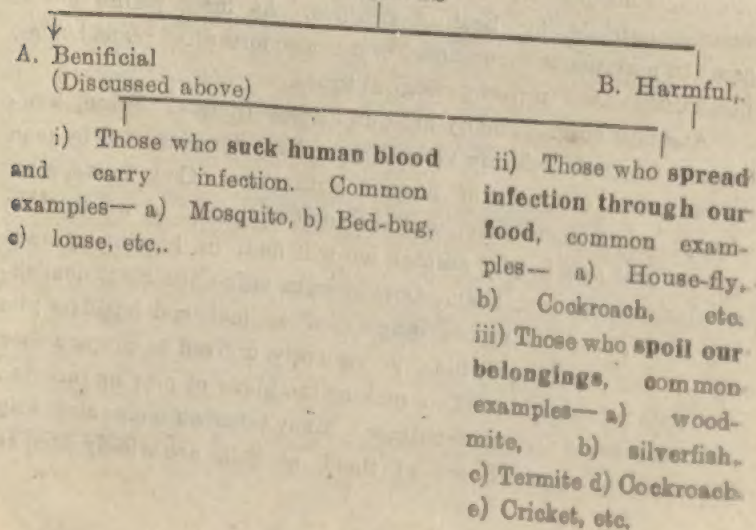 A. Benificial
(Discussed above)
B. Harmful,.
i) Those who suck human blood
and carry infection. Common
examples— a) Mosquito, b) Bed-bug,
c) louse, etc,.
ii) Those who spread
infection through our
food, common exam-
ples— a) House-fly,
b) Cockroach, etc.
iii) Those who spoil our
belongings, common
examples— a) wood-
mite, b) silverfish,
c) Termite d) Cockroach
e) Cricket, etc,